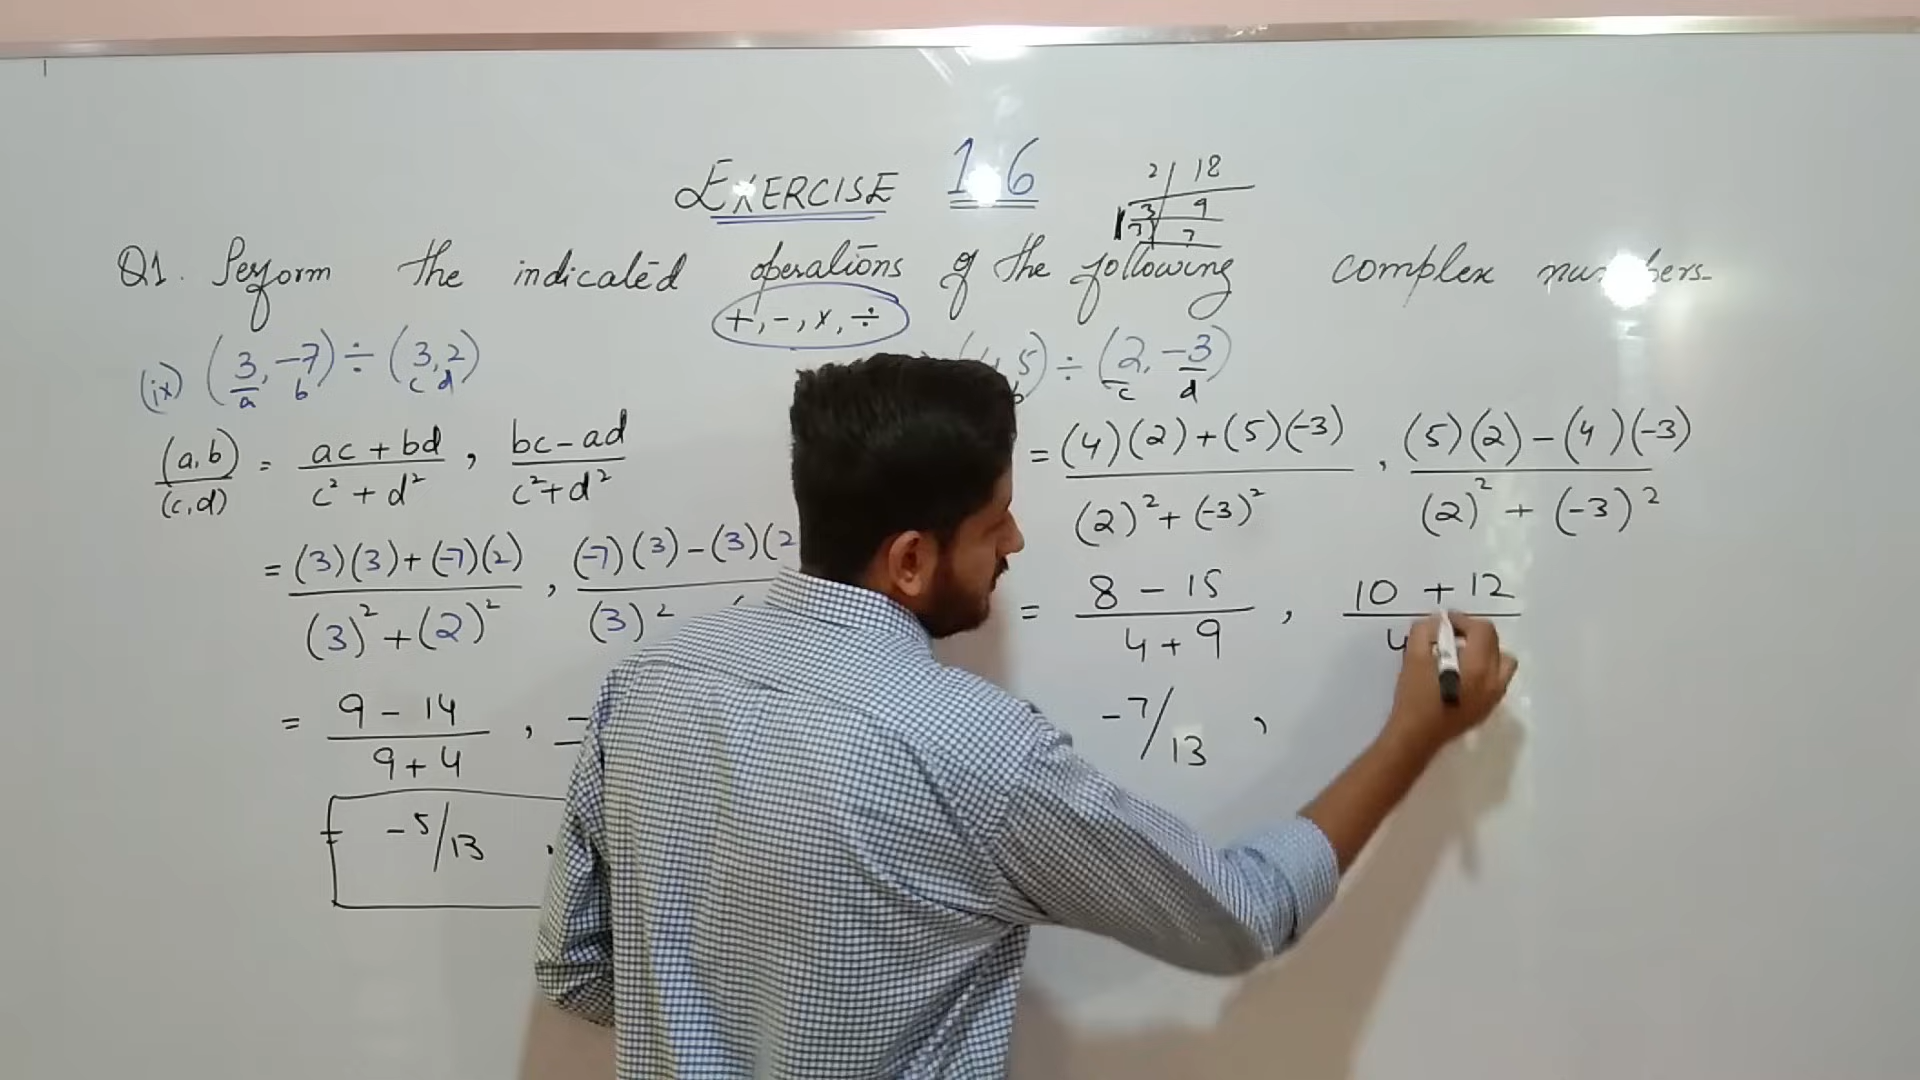 EXERCISE 1.6
2 | 18
3 | 9
7 | 7
Q1. Perform the indicated operations of the following complex numbers.
+, -, ×, ÷
(ix) (3, -7) ÷ (3, 2)
a b c d
(a, b)/(c, d) = (ac + bd)/(c² + d²) , (bc - ad)/(c² + d²)
= ((3)(3) + (-7)(2))/((3)² + (2)²) , (-7)(3) - (3)(2
(3)²
= (9 - 14)/(9 + 4) ,
= -5/13
5) ÷ (2, -3)
c d
= ((4)(2) + (5)(-3))/((2)² + (-3)²) , ((5)(2) - (4)(-3))/((2)² + (-3)²)
= (8 - 15)/(4 + 9) , 10 + 12
4
-7/13 ,